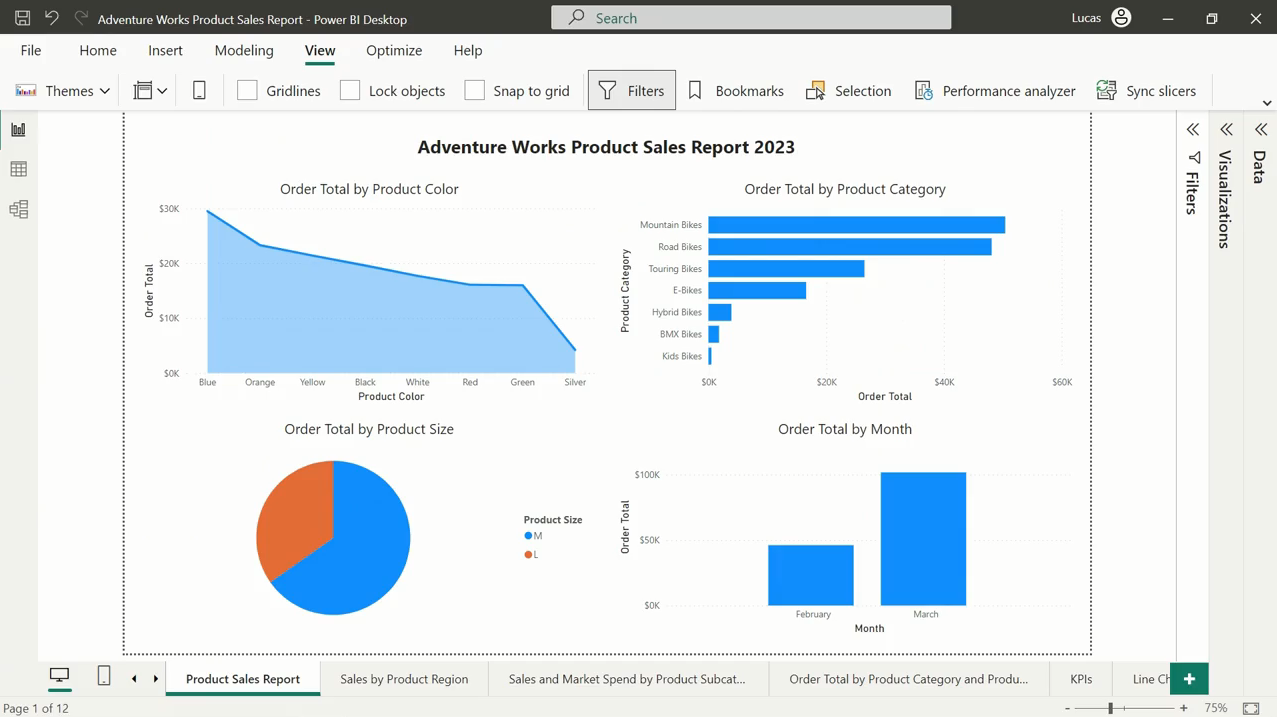 Adventure Works Product Sales Report - Power BI Desktop
Search
Lucas
File Home Insert Modeling View Optimize Help
Themes Gridlines Lock objects Snap to grid Filters Bookmarks Selection Performance analyzer Sync slicers
Adventure Works Product Sales Report 2023
Order Total by Product Color
$30K
$20K
$10K
$0K
Order Total
Blue Orange Yellow Black White Red Green Silver
Product Color
Order Total by Product Category
Product Category
Mountain Bikes
Road Bikes
Touring Bikes
E-Bikes
Hybrid Bikes
BMX Bikes
Kids Bikes
$0K $20K $40K $60K
Order Total
Order Total by Product Size
Product Size
M
L
Order Total by Month
$100K
$50K
$0K
Order Total
February March
Month
Filters
Visualizations
Data
Product Sales Report Sales by Product Region Sales and Market Spend by Product Subcat... Order Total by Product Category and Produ... KPIs Line Ch
+
Page 1 of 12
- + 75%